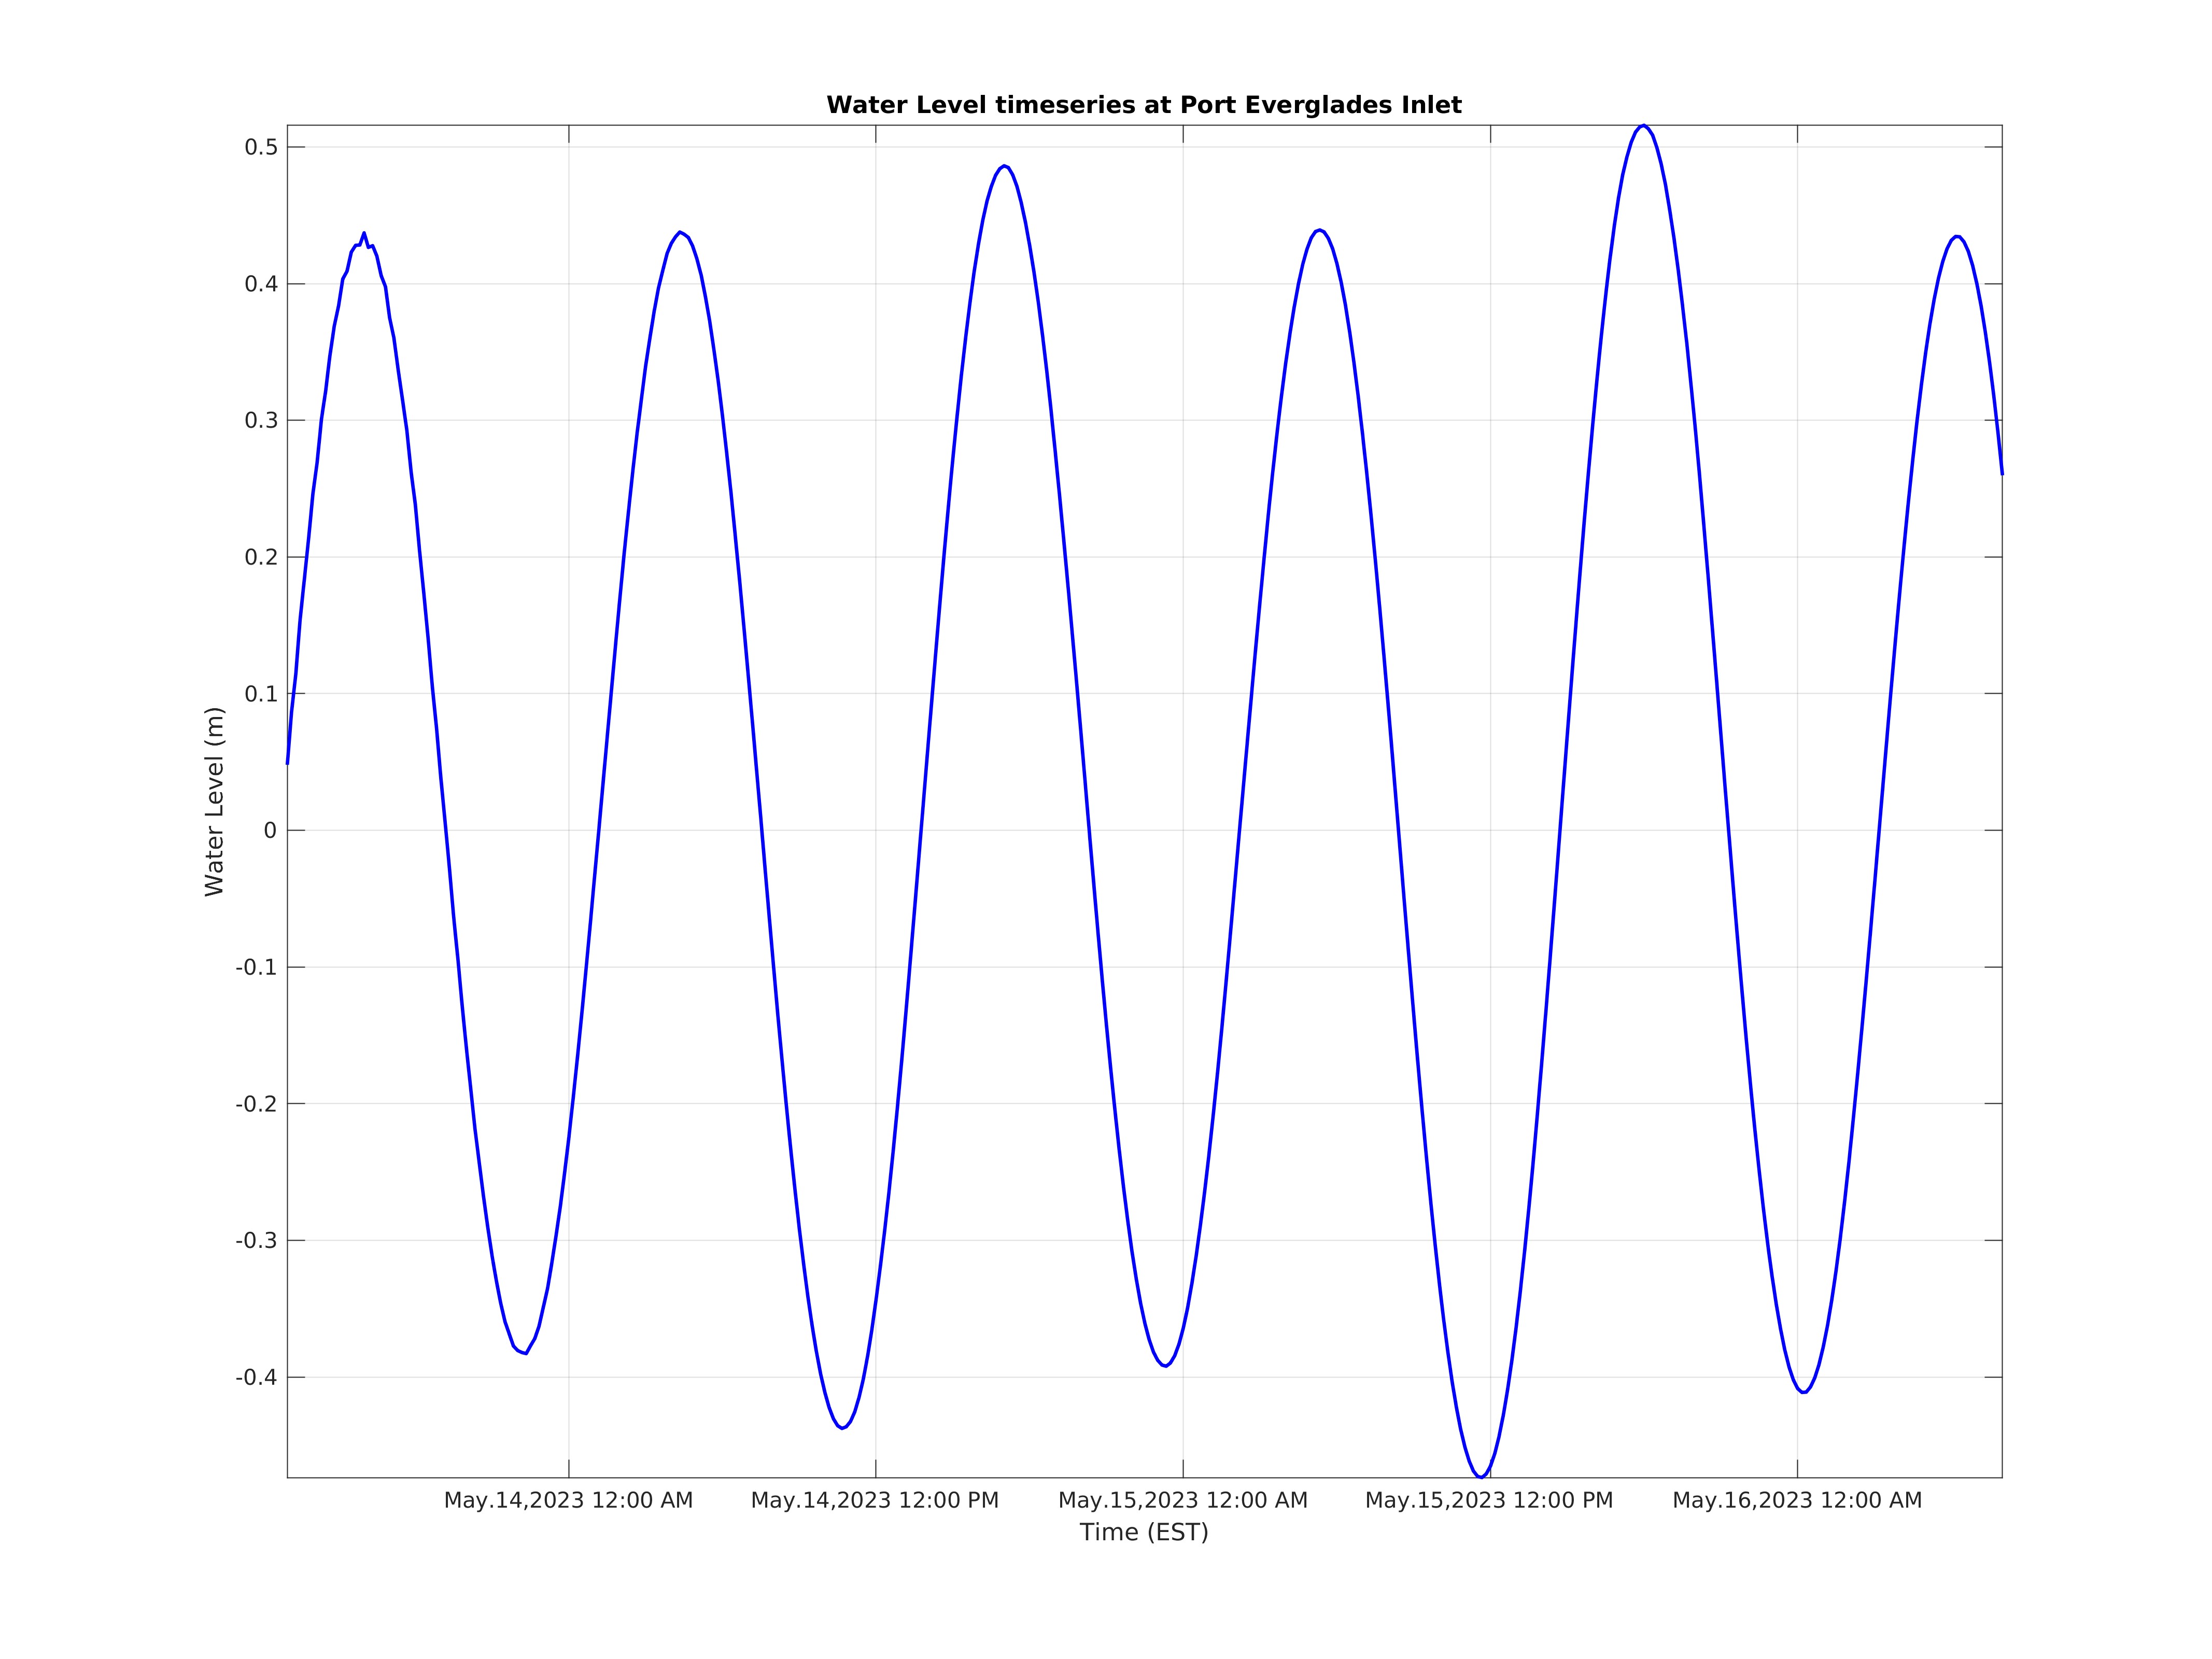 Water Level timeseries at Port Everglades Inlet
0.5
0.4
0.3
0.2
0.1
0
-0.1
-0.2
-0.3
-0.4
Water Level (m)
May.14,2023 12:00 AM
May.14,2023 12:00 PM
May.15,2023 12:00 AM
May.15,2023 12:00 PM
May.16,2023 12:00 AM
Time (EST)